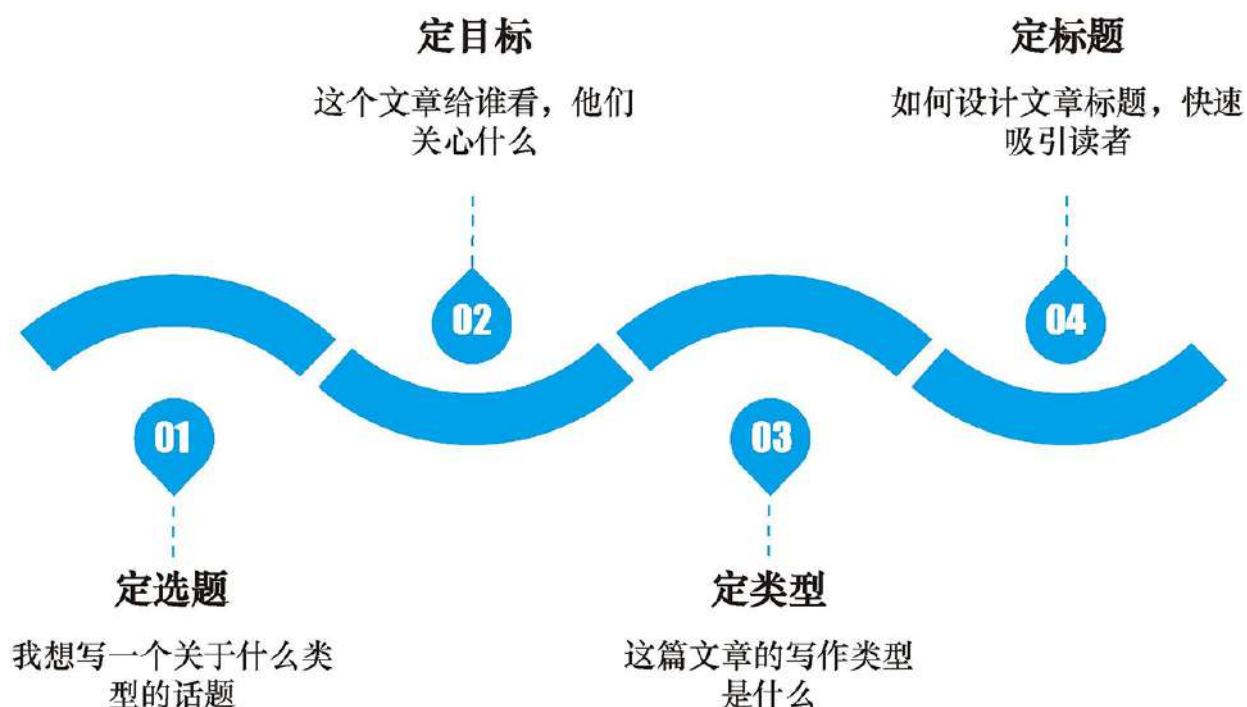 定目标
这个文章给谁看，他们
关心什么
定标题
如何设计文章标题，快速
吸引读者
02
04
01
03
定选题
我想写一个关于什么类
型的话题
定类型
这篇文章的写作类型
是什么